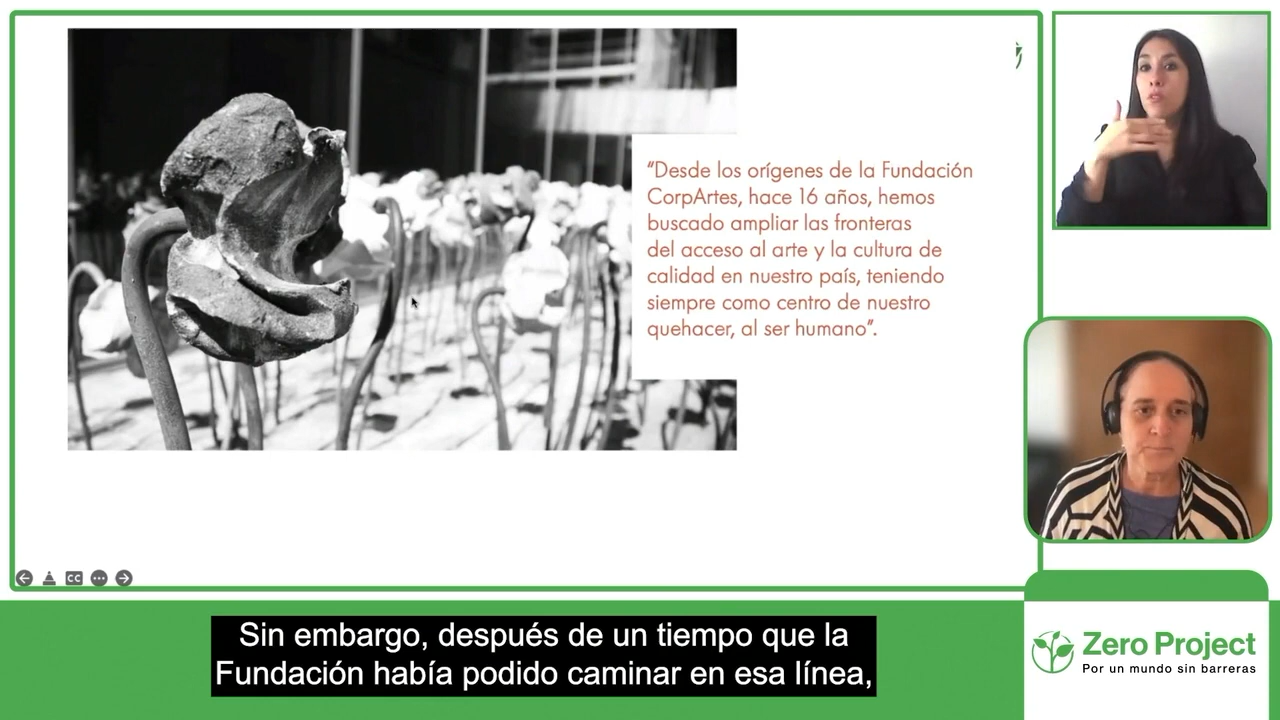 “Desde los orígenes de la Fundación
CorpArtes, hace 16 años, hemos
buscado ampliar las fronteras
del acceso al arte y la cultura de
calidad en nuestro país, teniendo
siempre como centro de nuestro
quehacer, al ser humano”.
CC
Sin embargo, después de un tiempo que la
Fundación había podido caminar en esa línea,
Zero Project
Por un mundo sin barreras